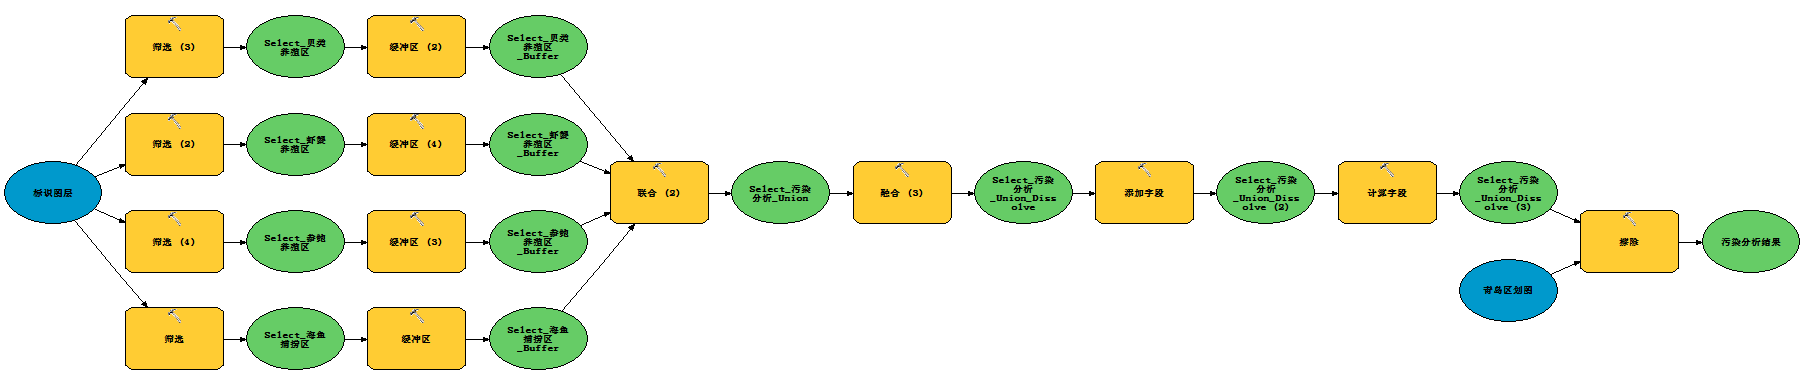 筛选 (3)
Select_贝类
养殖区
缓冲区 (2)
Select_贝类
养殖区
_Buffer
筛选 (2)
Select_虾蟹
养殖区
缓冲区 (4)
Select_虾蟹
养殖区
_Buffer
标识图层
联合 (2)
Select_污染
分析_Union
融合 (3)
Select_污染
分析
_Union_Diss
olve
添加字段
Select_污染
分析
_Union_Diss
olve (2)
计算字段
Select_污染
分析
_Union_Diss
olve (3)
筛选 (4)
Select_参鲍
养殖区
缓冲区 (3)
Select_参鲍
养殖区
_Buffer
擦除
污染分析结果
青岛区划图
筛选
Select_海鱼
捕捞区
缓冲区
Select_海鱼
捕捞区
_Buffer